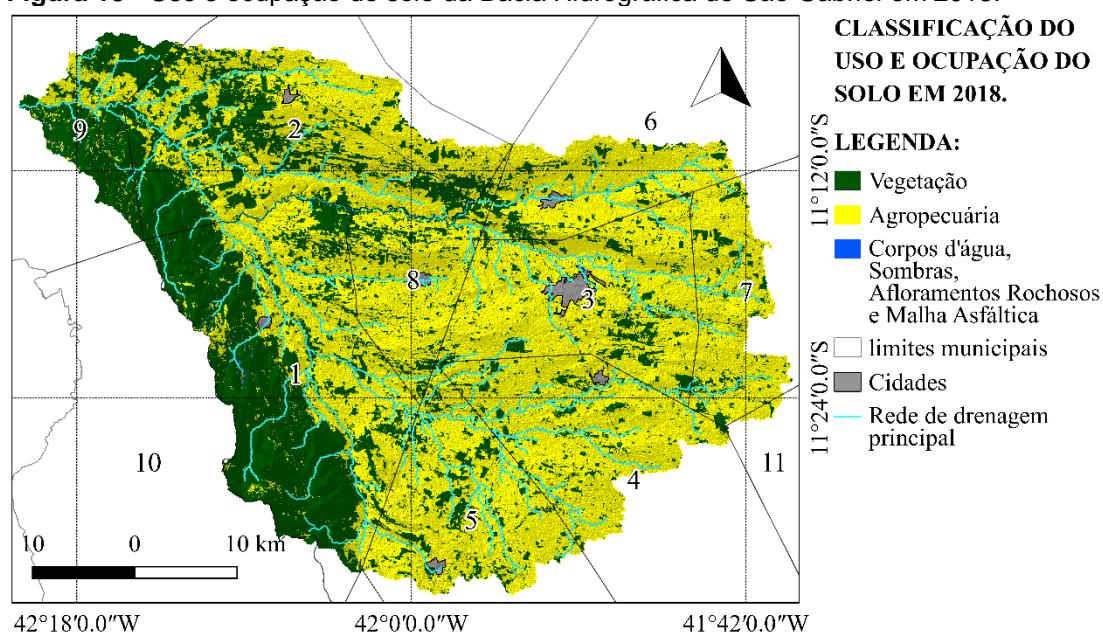 CLASSIFICAÇÃO DO
USO E OCUPAÇÃO DO
SOLO EM 2018.
LEGENDA:
Vegetação
Agropecuária
Corpos d'água,
Sombras,
Afloramentos Rochosos
e Malha Asfáltica
limites municipais
Cidades
Rede de drenagem
principal
6
9
2
8
3
7
1
10
11
4
5
10 0 10 km
11°12'0.0"S
11°24'0.0"S
42°18'0.0"W 42°0'0.0"W 41°42'0.0"W